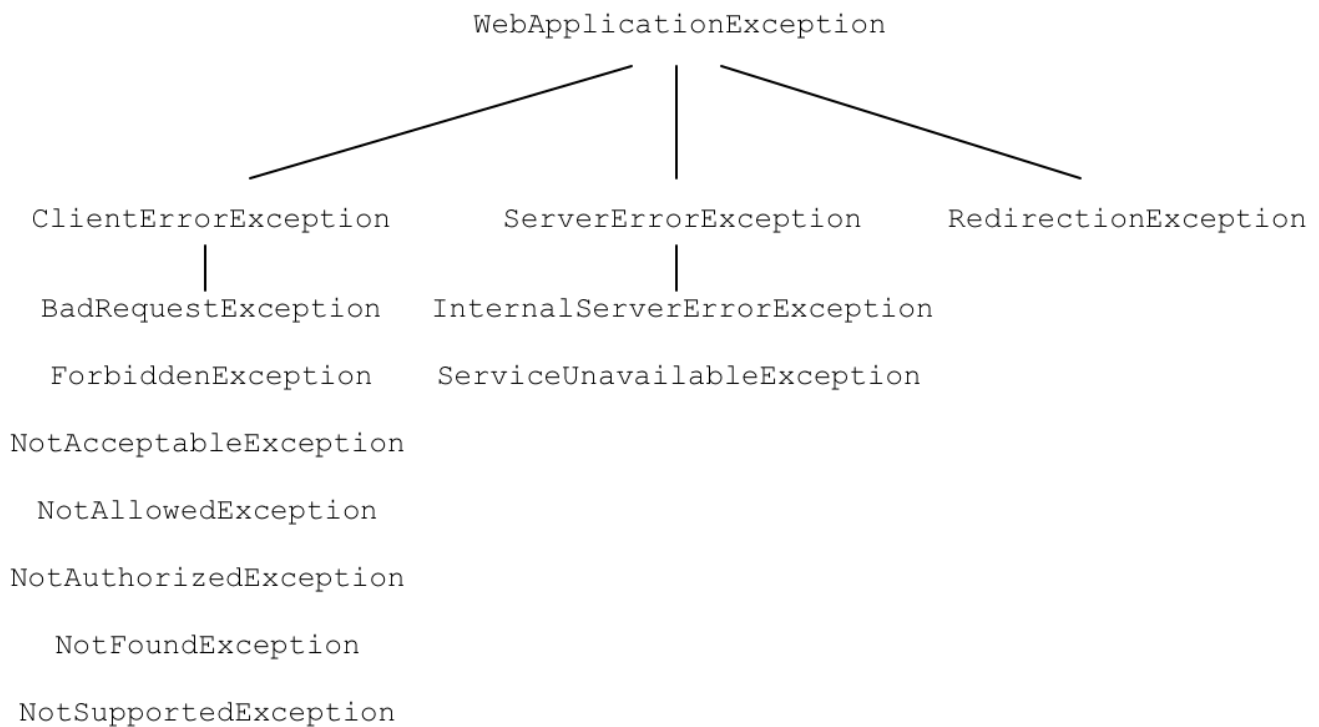 WebApplicationException
ClientErrorException ServerErrorException RedirectionException
BadRequestException InternalServerErrorException
ForbiddenException ServiceUnavailableException
NotAcceptableException
NotAllowedException
NotAuthorizedException
NotFoundException
NotSupportedException